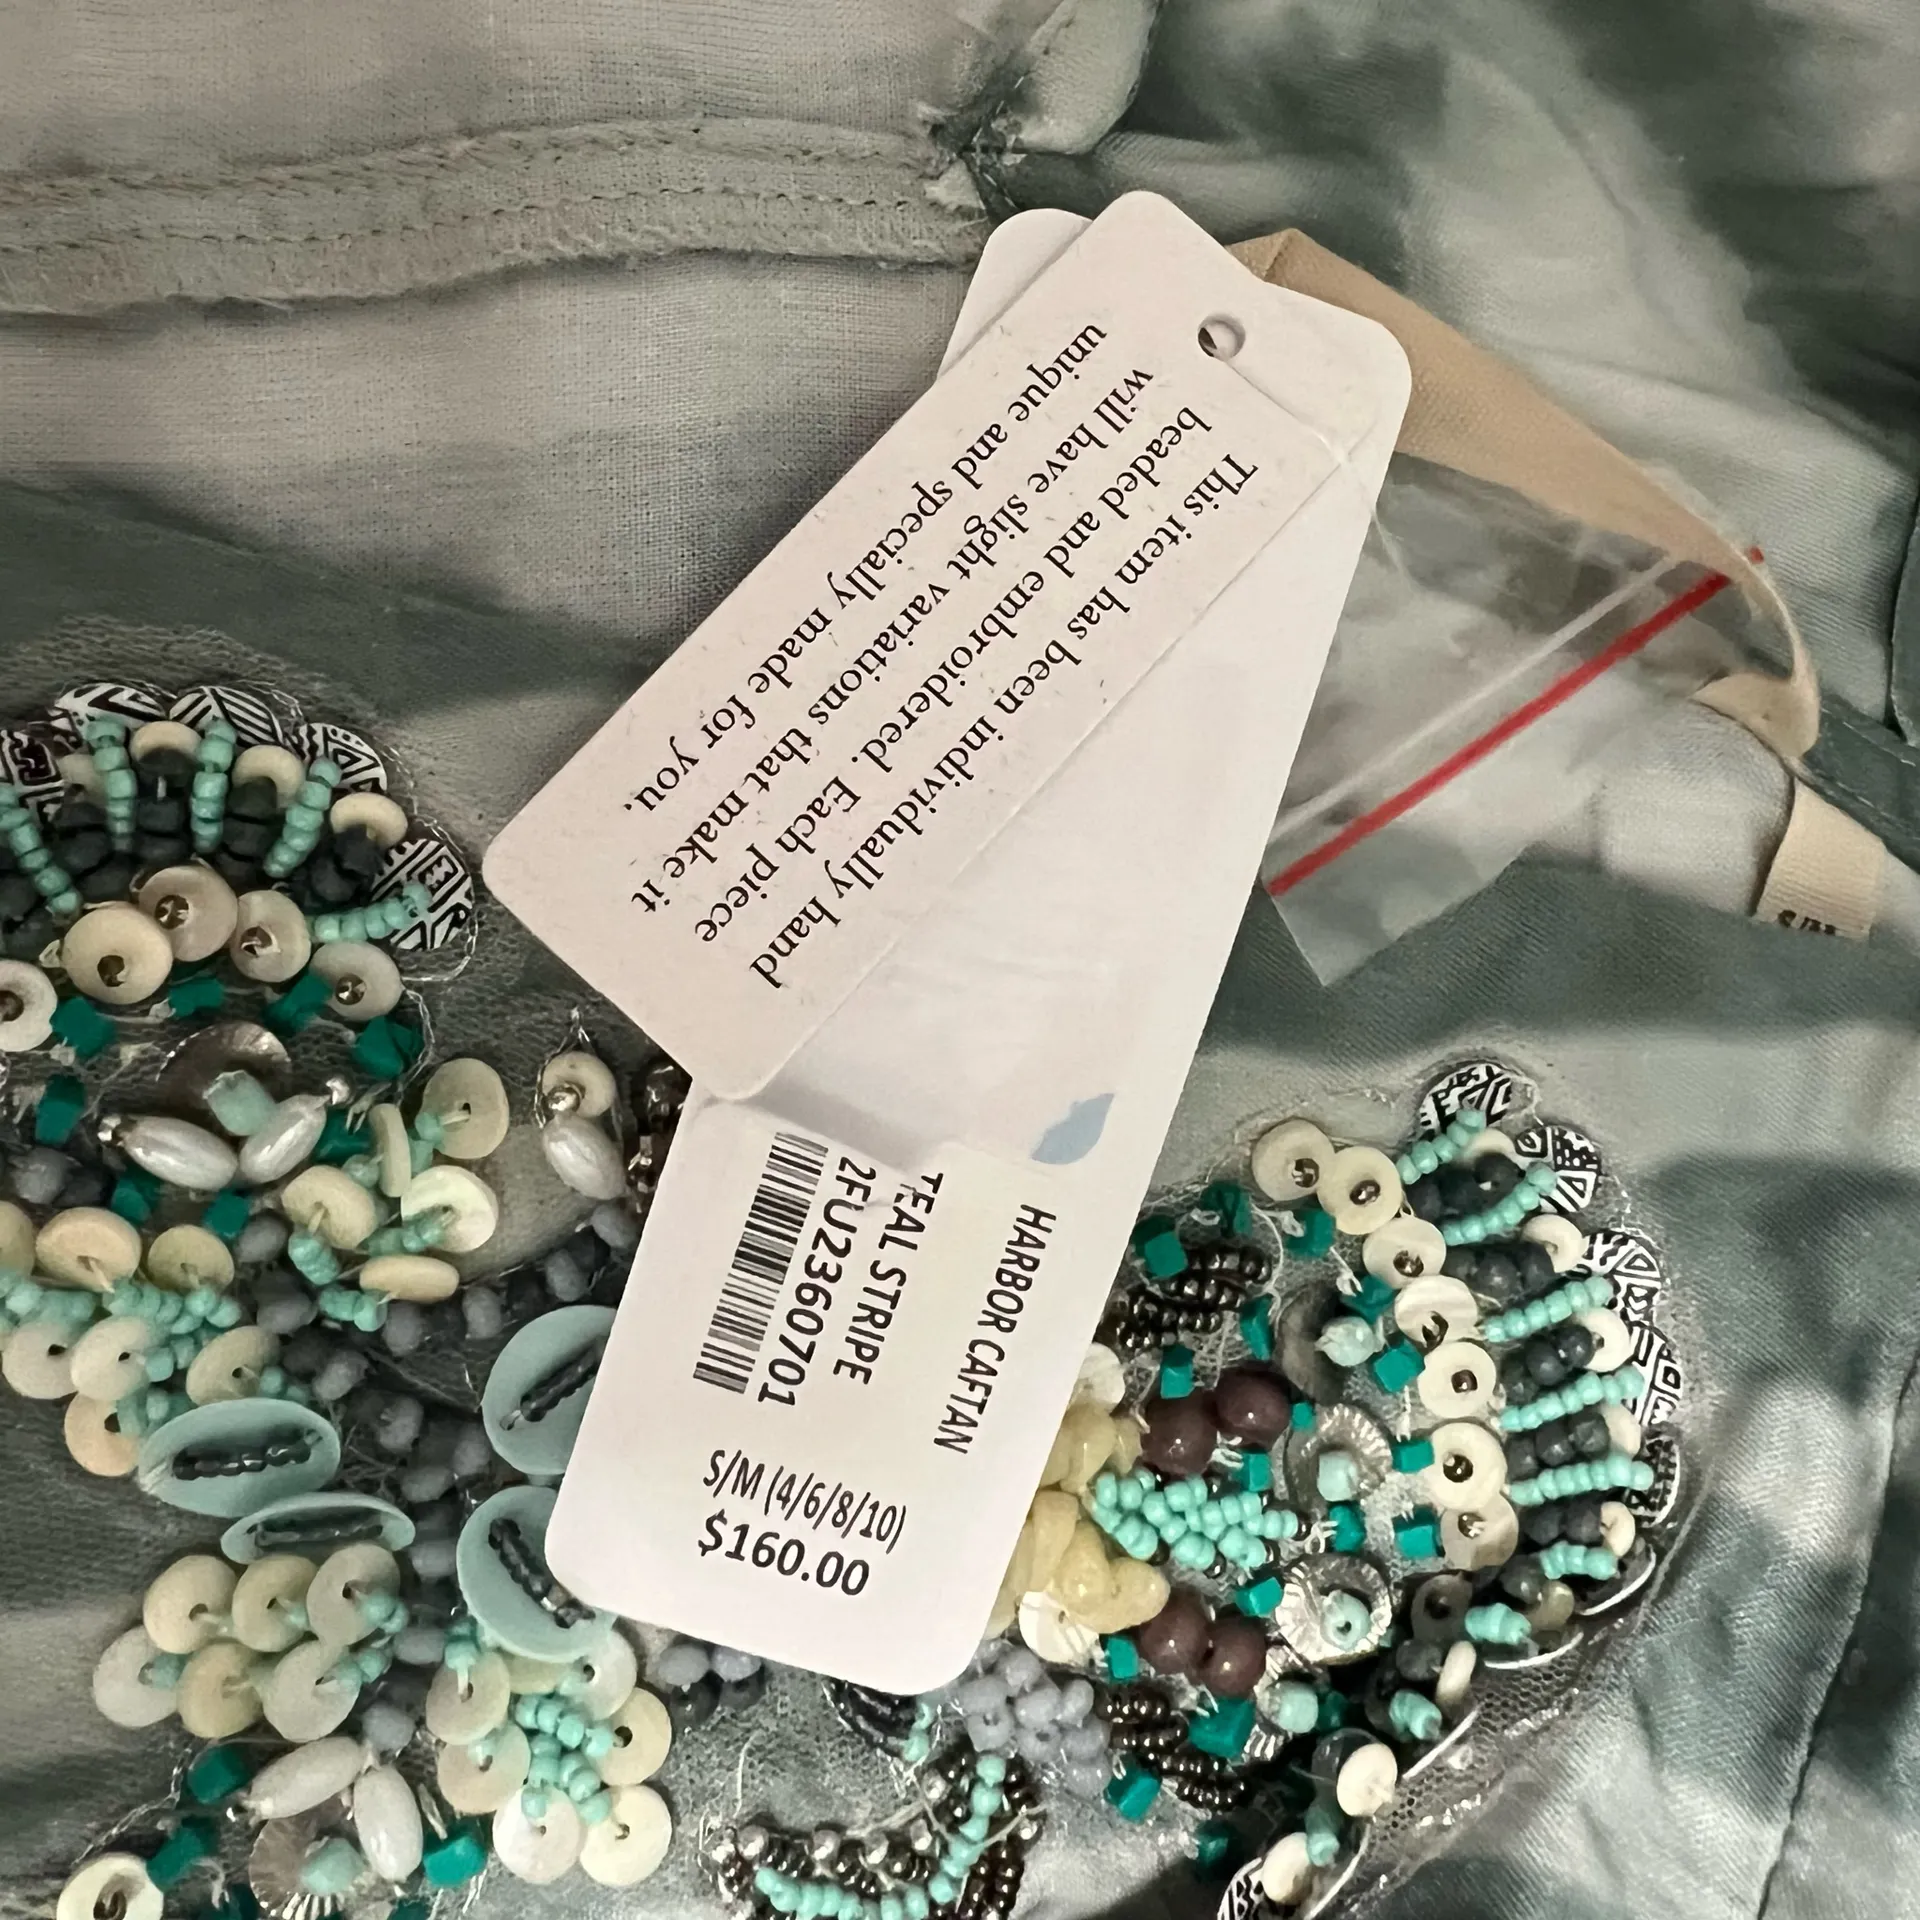 This item has been individually hand
beaded and embroidered. Each piece
will have slight variations that make it
unique and specially made for you.
HARBOR CAFTAN
TEAL STRIPE
2FU2360701
S/M (4/6/8/10)
$160.00